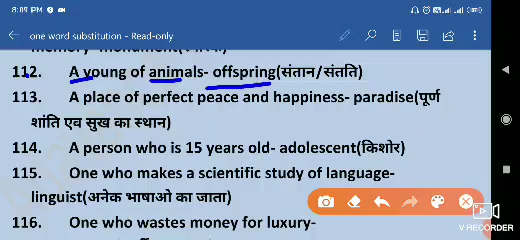 8:09 PM
one word substitution - Read-only
memory- monument
112. A young of animals- offspring(संतान/संतति)
113. A place of perfect peace and happiness- paradise(पूर्ण
शांति एव सुख का स्थान)
114. A person who is 15 years old- adolescent(किशोर)
115. One who makes a scientific study of language-
linguist(अनेक भाषाओ का जाता)
116. One who wastes money for luxury-
V RECORDER